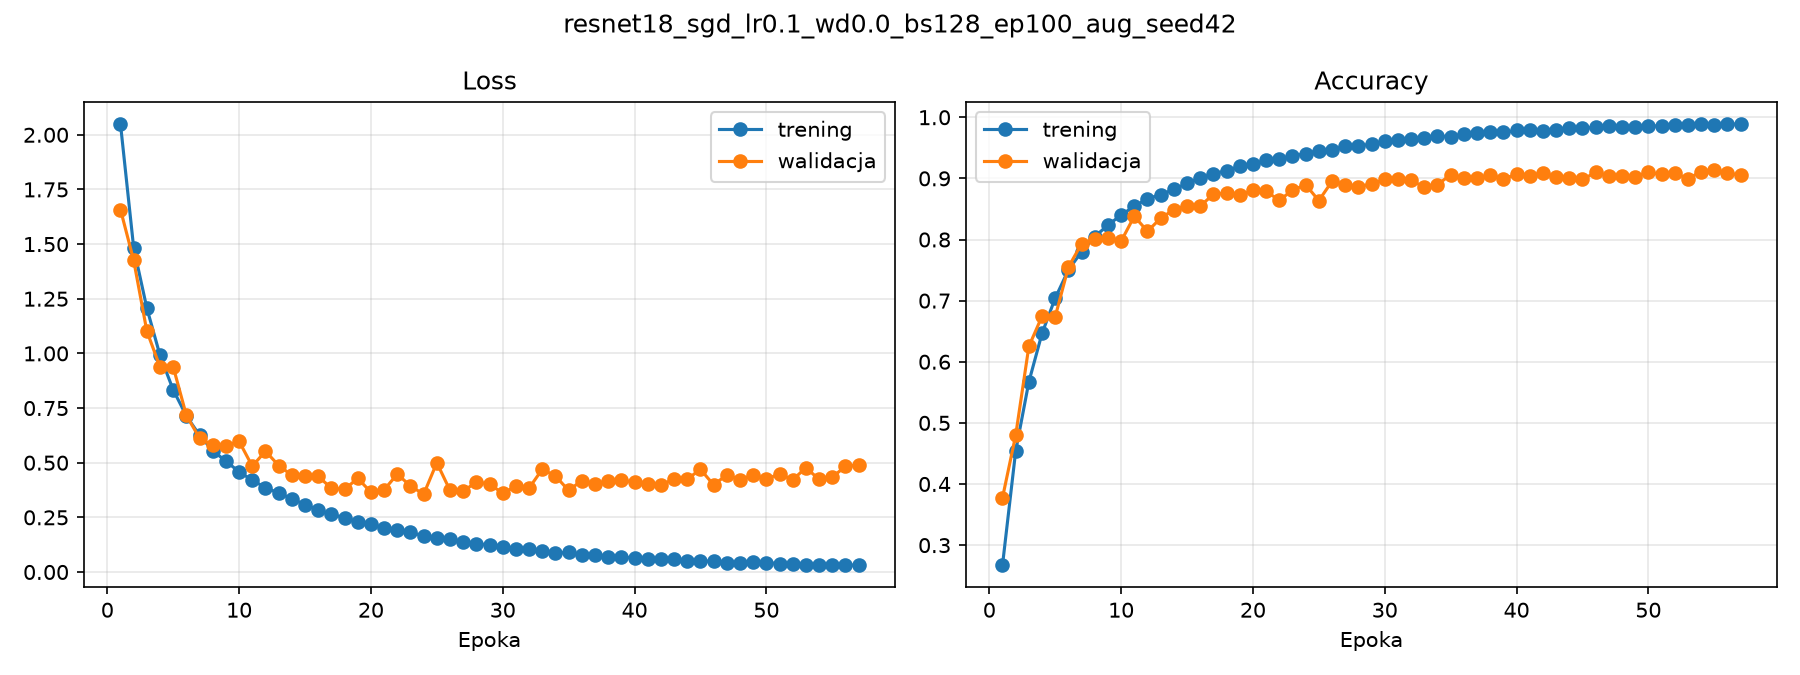 resnet18_sgd_lr0.1_wd0.0_bs128_ep100_aug_seed42
Loss
trening
walidacja
2.00
1.75
1.50
1.25
1.00
0.75
0.50
0.25
0.00
0 10 20 30 40 50
Epoka
Accuracy
trening
walidacja
1.0
0.9
0.8
0.7
0.6
0.5
0.4
0.3
0 10 20 30 40 50
Epoka